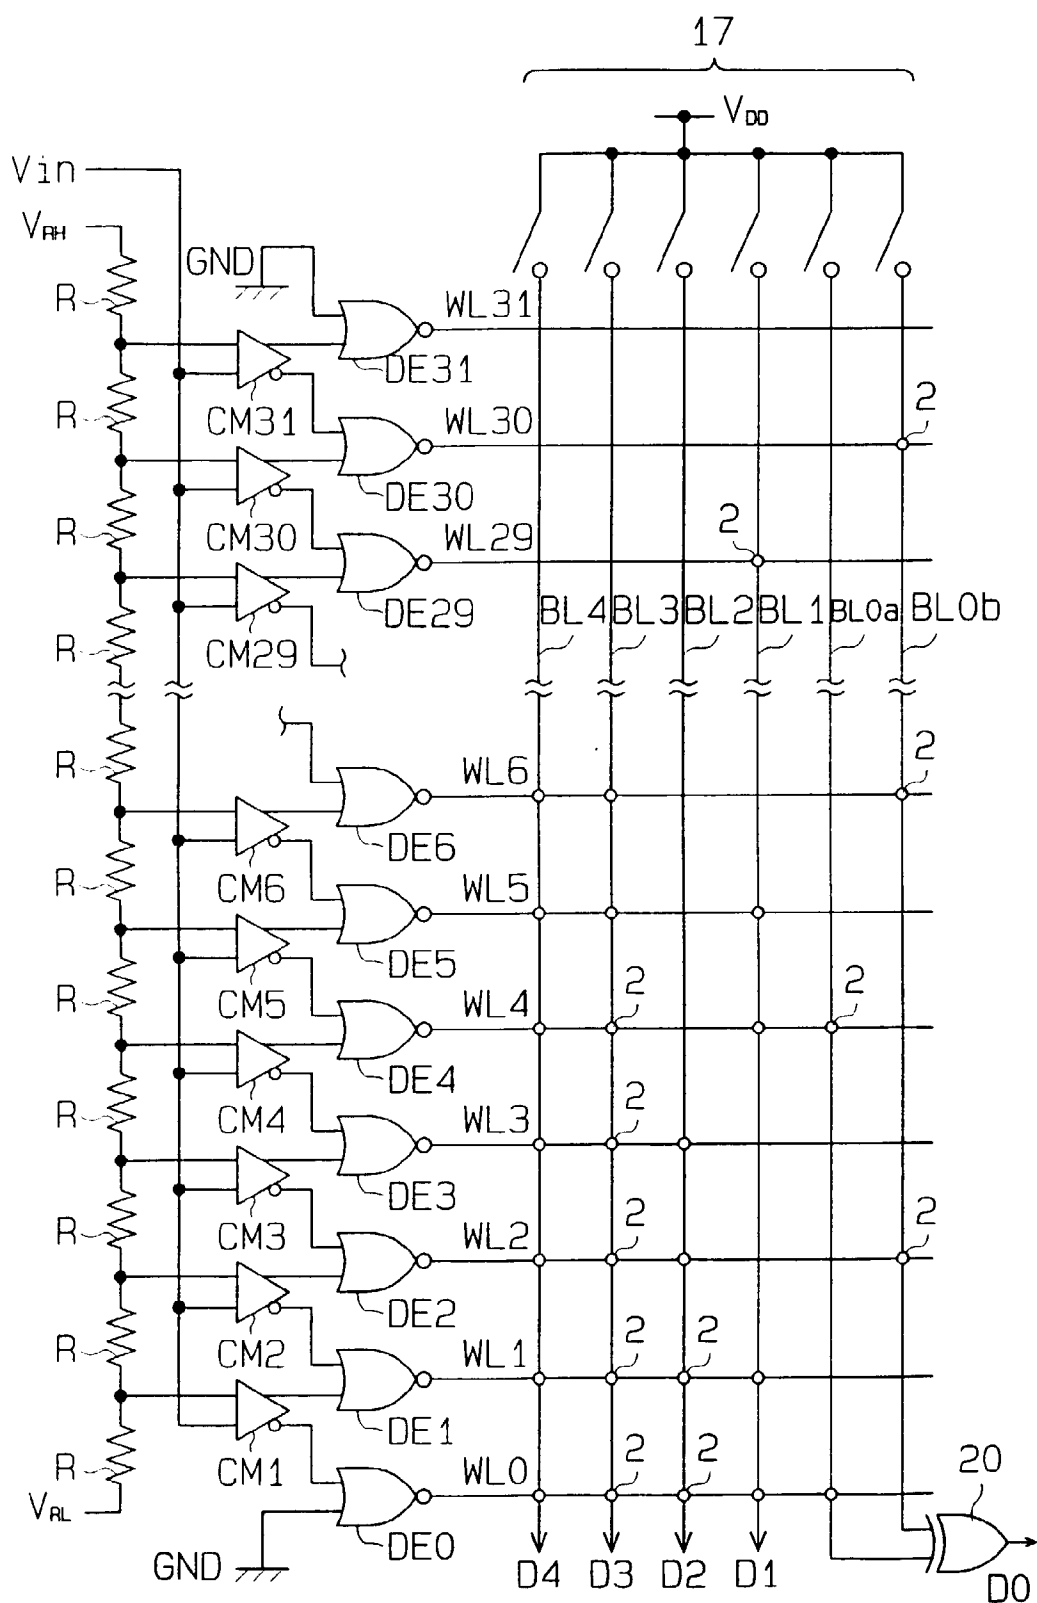 17
VDD
Vin
VRH
GND
R
WL31
DE31
CM31
R
WL30
2
DE30
CM30
R
WL29
2
DE29
CM29
R
BL4 BL3 BL2 BL1 BL0a BL0b
R
WL6
2
DE6
CM6
R
WL5
DE5
CM5
R
WL4
2
2
DE4
CM4
R
WL3
2
DE3
CM3
R
WL2
2
2
DE2
CM2
R
WL1
2
2
DE1
CM1
R
WL0
2
2
20
VRL
DE0
GND
D4 D3 D2 D1 D0